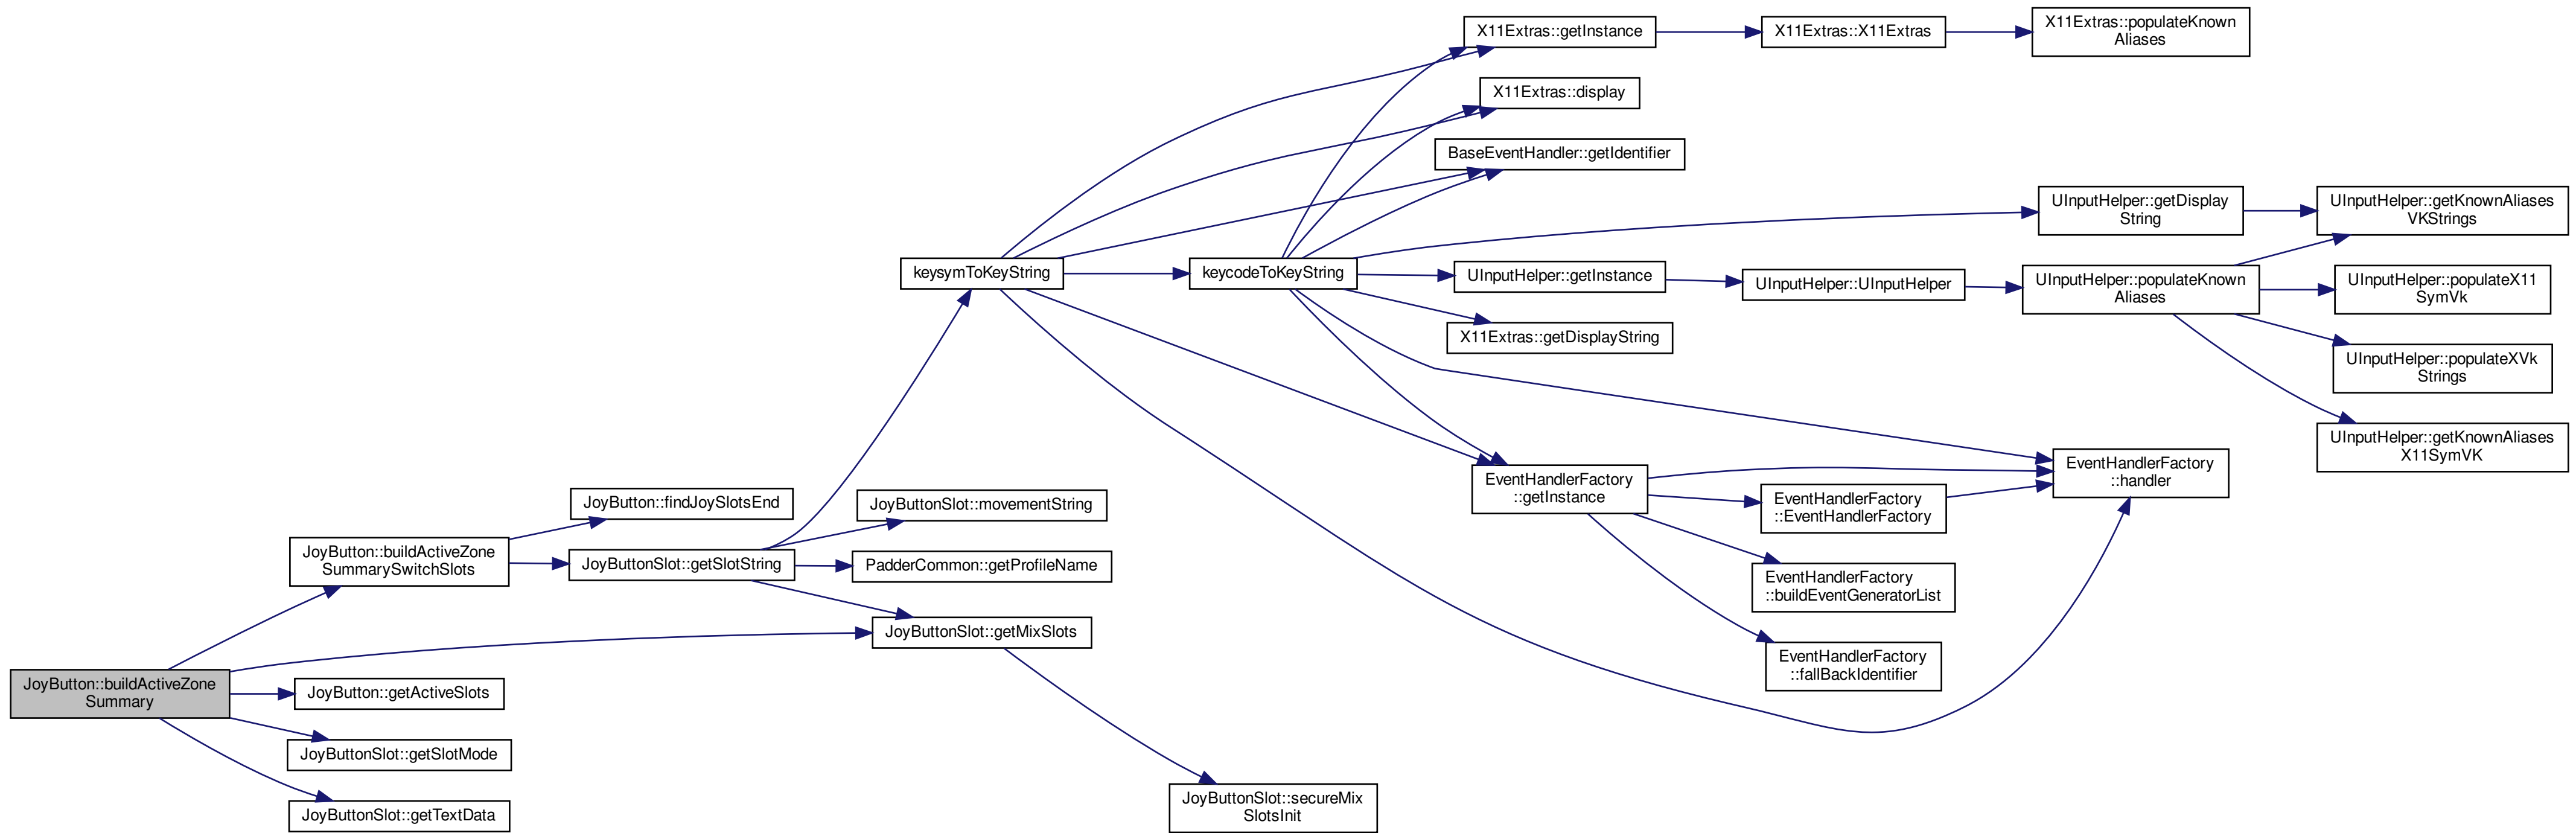 JoyButton::buildActiveZone
Summary
JoyButton::buildActiveZone
SummarySwitchSlots
JoyButtonSlot::getMixSlots
JoyButton::getActiveSlots
JoyButtonSlot::getSlotMode
JoyButtonSlot::getTextData
JoyButton::findJoySlotsEnd
JoyButtonSlot::getSlotString
keysymToKeyString
JoyButtonSlot::movementString
PadderCommon::getProfileName
JoyButtonSlot::secureMix
SlotsInit
keycodeToKeyString
X11Extras::getInstance
X11Extras::display
BaseEventHandler::getIdentifier
UInputHelper::getInstance
X11Extras::getDisplayString
EventHandlerFactory
::getInstance
X11Extras::X11Extras
X11Extras::populateKnown
Aliases
UInputHelper::getDisplay
String
UInputHelper::getKnownAliases
VKStrings
UInputHelper::UInputHelper
UInputHelper::populateKnown
Aliases
UInputHelper::populateX11
SymVk
UInputHelper::populateXVk
Strings
UInputHelper::getKnownAliases
X11SymVK
EventHandlerFactory
::handler
EventHandlerFactory
::EventHandlerFactory
EventHandlerFactory
::buildEventGeneratorList
EventHandlerFactory
::fallBackIdentifier